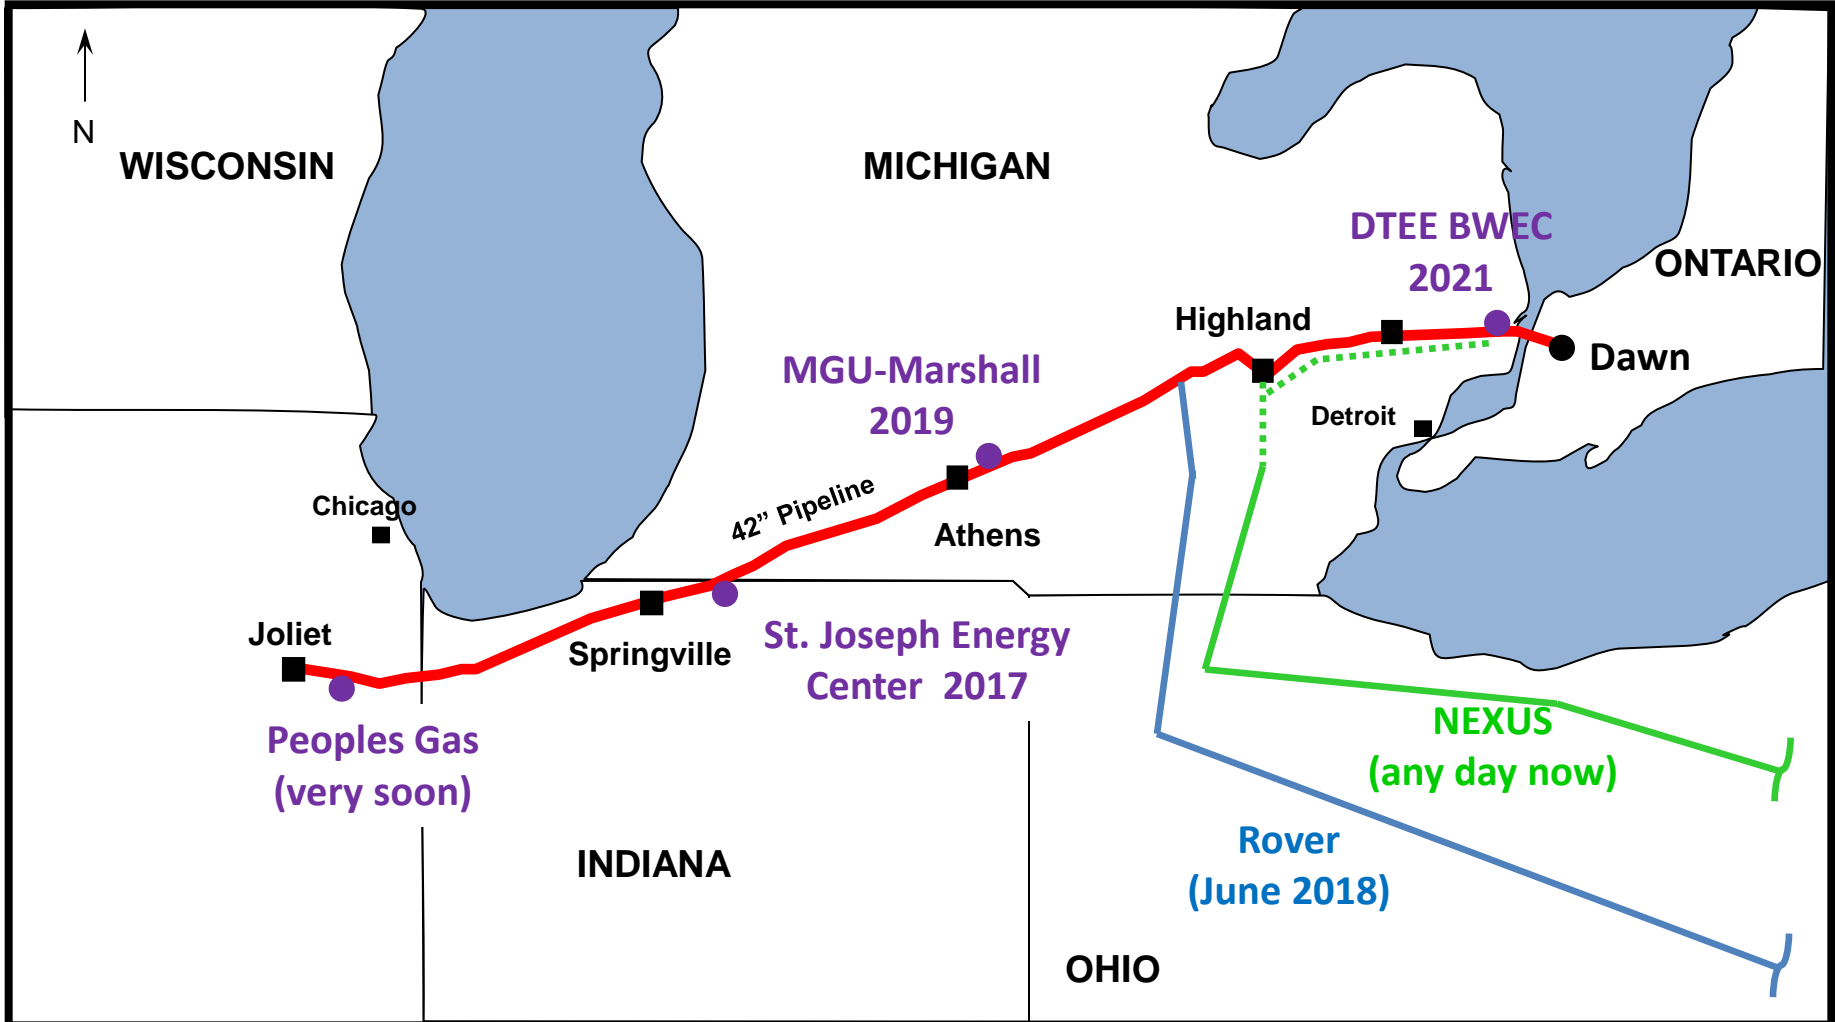 N
WISCONSIN
MICHIGAN
DTEE BWEC
2021
ONTARIO
Highland
Dawn
MGU-Marshall
2019
Detroit
42” Pipeline
Chicago
Athens
Joliet
Springville
St. Joseph Energy
Center 2017
Peoples Gas
(very soon)
NEXUS
(any day now)
Rover
(June 2018)
INDIANA
OHIO